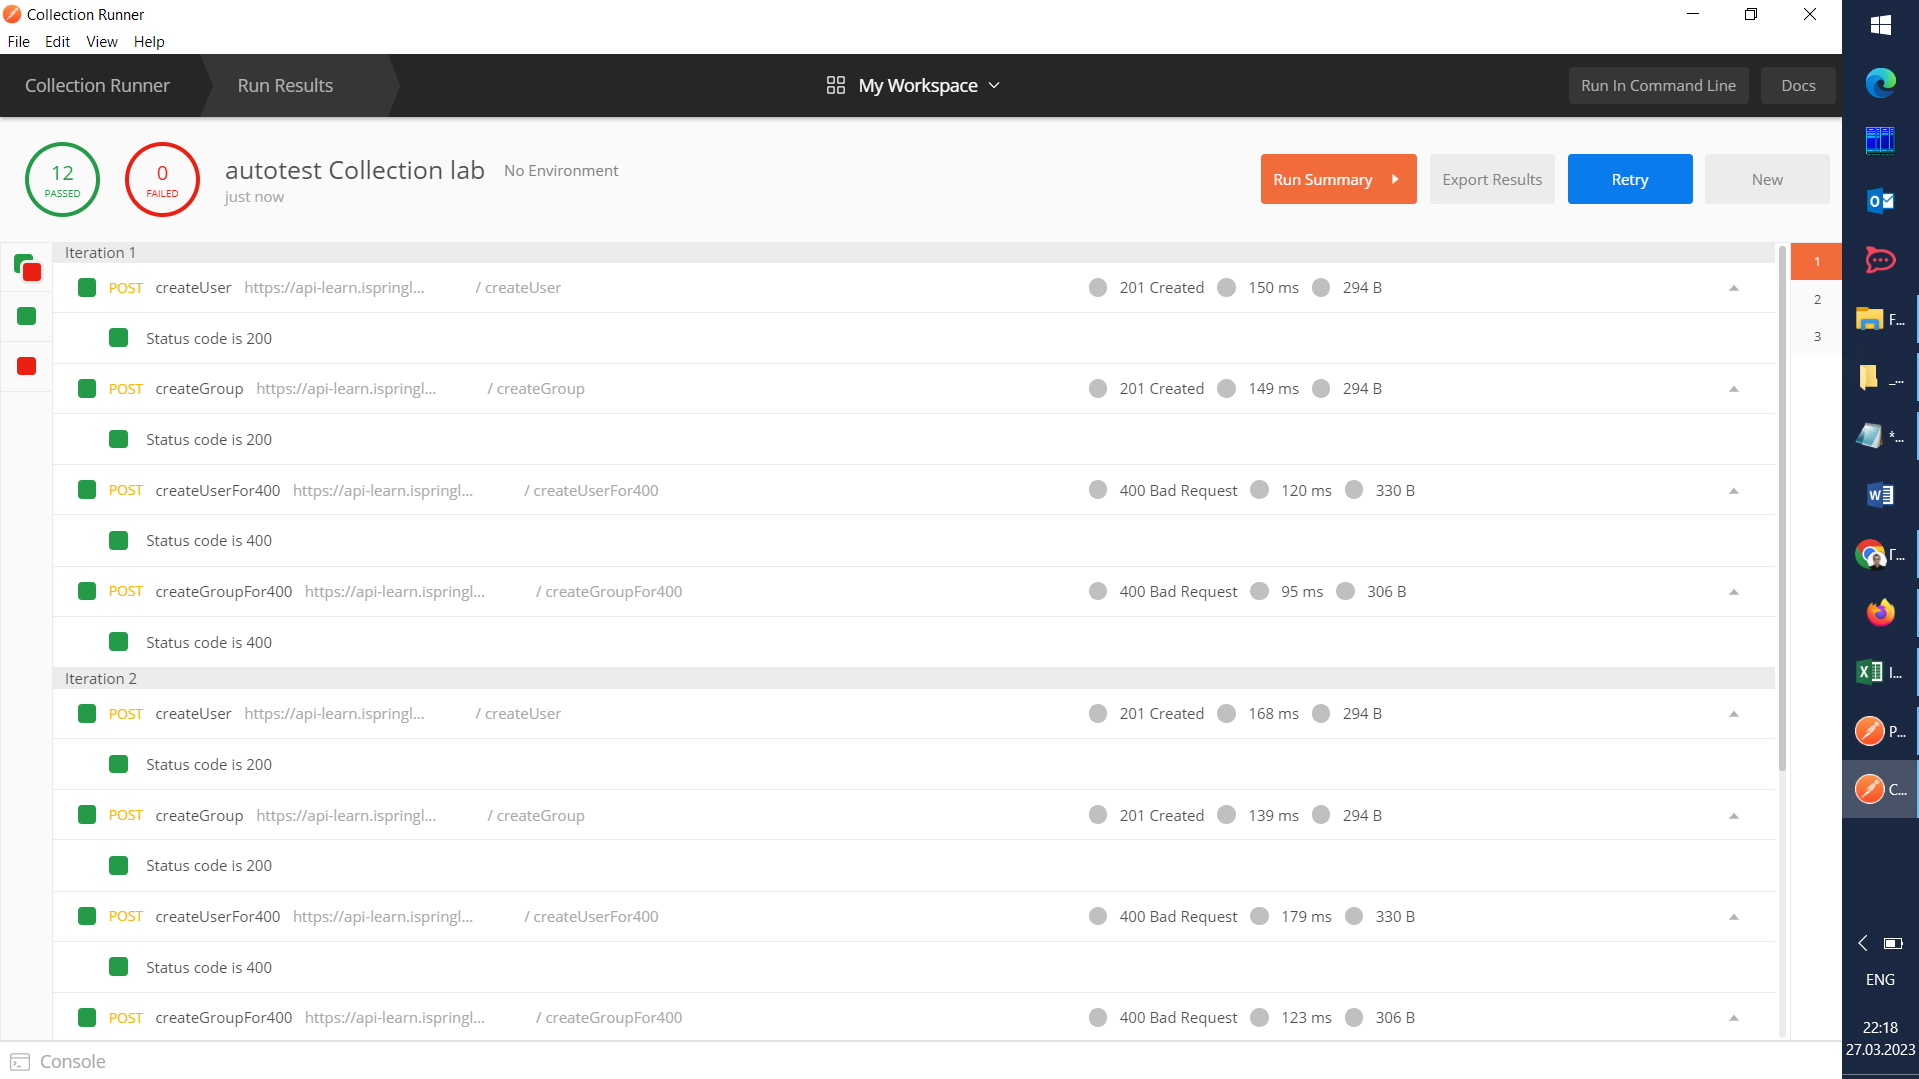 Collection Runner
File Edit View Help
Collection Runner Run Results My Workspace Run In Command Line Docs
12 PASSED
0 FAILED
autotest Collection lab No Environment
just now
Run Summary Export Results Retry New
Iteration 1
POST createUser https://api-learn.ispringl... / createUser 201 Created 150 ms 294 B
Status code is 200
POST createGroup https://api-learn.ispringl... / createGroup 201 Created 149 ms 294 B
Status code is 200
POST createUserFor400 https://api-learn.ispringl... / createUserFor400 400 Bad Request 120 ms 330 B
Status code is 400
POST createGroupFor400 https://api-learn.ispringl... / createGroupFor400 400 Bad Request 95 ms 306 B
Status code is 400
Iteration 2
POST createUser https://api-learn.ispringl... / createUser 201 Created 168 ms 294 B
Status code is 200
POST createGroup https://api-learn.ispringl... / createGroup 201 Created 139 ms 294 B
Status code is 200
POST createUserFor400 https://api-learn.ispringl... / createUserFor400 400 Bad Request 179 ms 330 B
Status code is 400
POST createGroupFor400 https://api-learn.ispringl... / createGroupFor400 400 Bad Request 123 ms 306 B
Console
1
2
3
F...
_...
*...
Г...
I...
P...
C...
ENG
22:18
27.03.2023